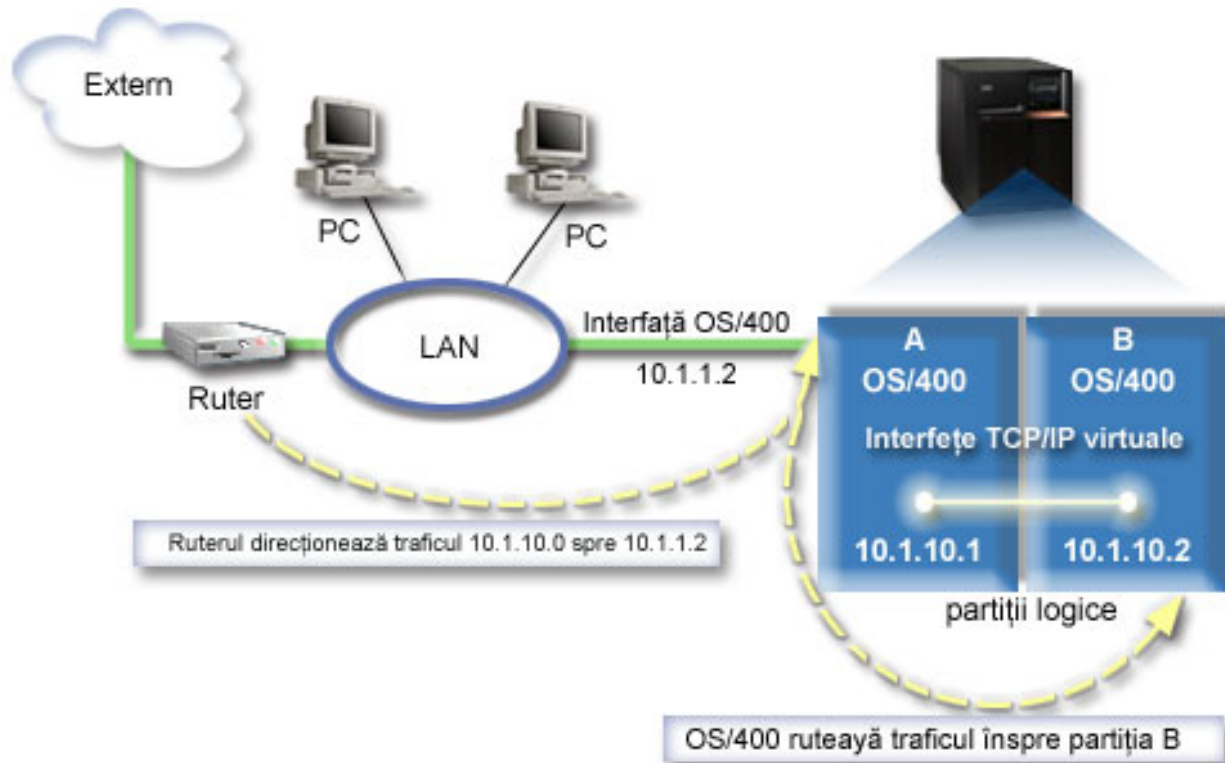 Extern
PC
PC
Ruter
LAN
Interfață OS/400
10.1.1.2
A
OS/400
B
OS/400
Interfețe TCP/IP virtuale
10.1.10.1
10.1.10.2
partiții logice
Ruterul direcționează traficul 10.1.10.0 spre 10.1.1.2
OS/400 ruteayă traficul înspre partiția B